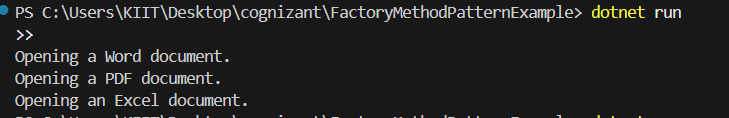 PS C:\Users\KIIT\Desktop\cognizant\FactoryMethodPatternExample> dotnet run
>>
Opening a Word document.
Opening a PDF document.
Opening an Excel document.